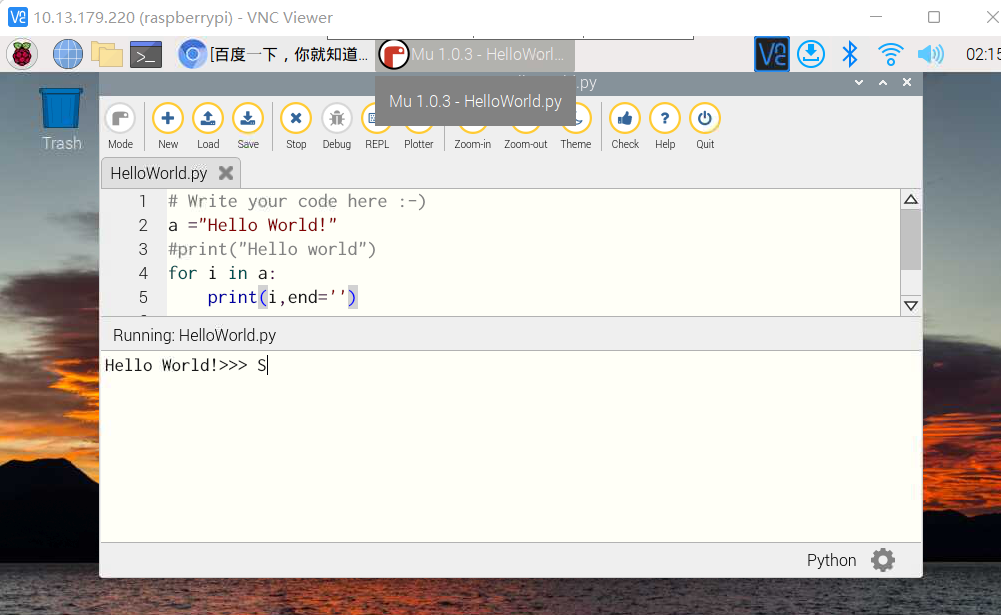 V2 10.13.179.220 (raspberrypi) - VNC Viewer
[百度一下，你就知道... Mu 1.0.3 - HelloWorl... 02:15
.py
Mu 1.0.3 - HelloWorld.py
Trash
Mode New Load Save Stop Debug REPL Plotter Zoom-in Zoom-out Theme Check Help Quit
HelloWorld.py
1 # Write your code here :-)
2 a ="Hello World!"
3 #print("Hello world")
4 for i in a:
5     print(i,end='')
Running: HelloWorld.py
Hello World!>>> S
Python